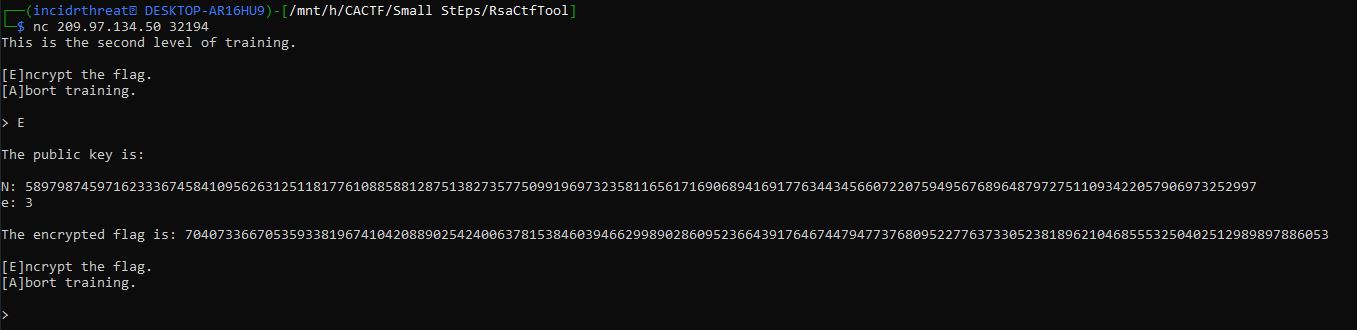 ┌──(incidrthreat㉿ DESKTOP-AR16HU9)-[/mnt/h/CACTF/Small StEps/RsaCtfTool]
└─$ nc 209.97.134.50 32194
This is the second level of training.
[E]ncrypt the flag.
[A]bort training.
> E
The public key is:
N: 5897987459716233367458410956263125118177610885881287513827357750991969732358116561716906894169177634434566072207594956768964879727511093422057906973252997
e: 3
The encrypted flag is: 70407336670535933819674104208890254240063781538460394662998902860952366439176467447947737680952277637330523818962104685553250402512989897886053
[E]ncrypt the flag.
[A]bort training.
>